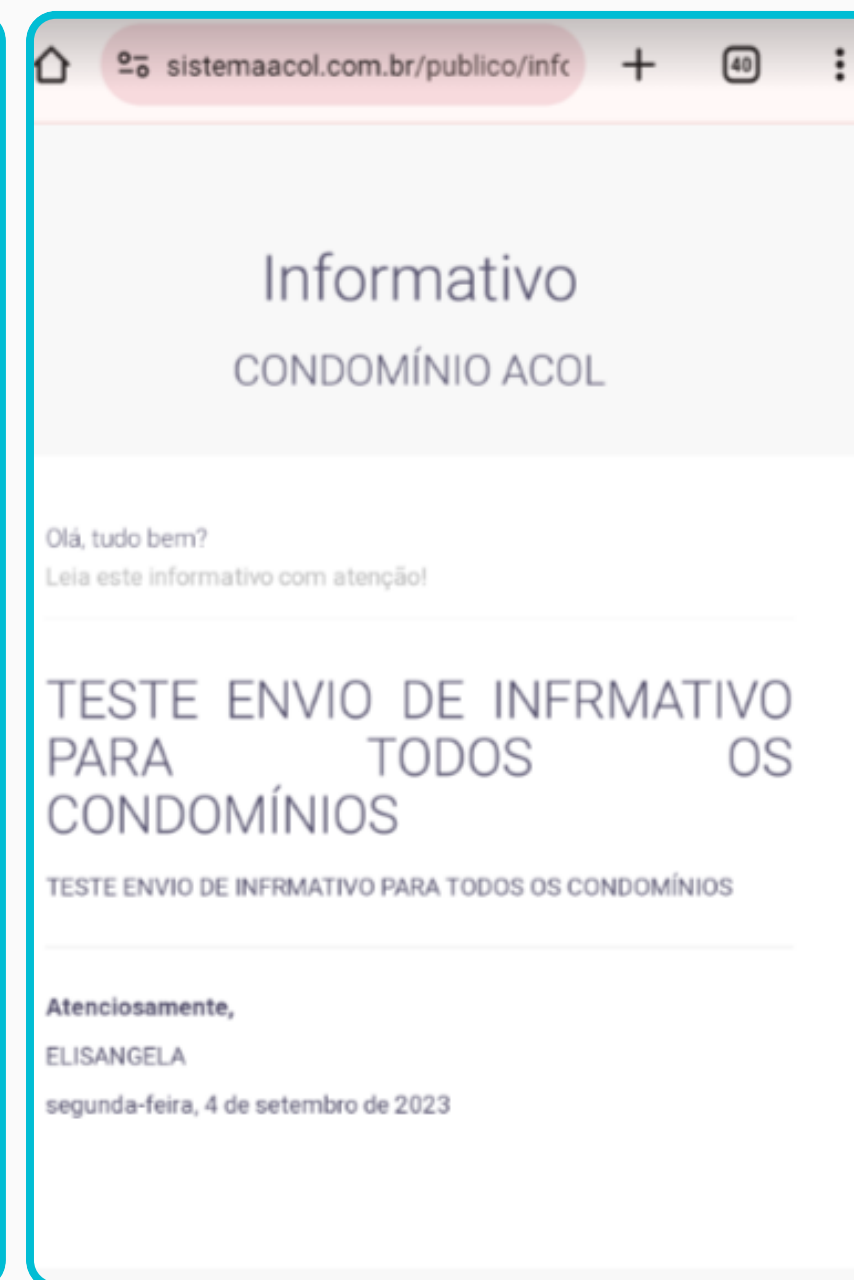 sistemaacol.com.br/publico/info
40
Informativo
CONDOMÍNIO ACOL
Olá, tudo bem?
Leia este informativo com atenção!
TESTE ENVIO DE INFRMATIVO
PARA TODOS OS
CONDOMÍNIOS
TESTE ENVIO DE INFRMATIVO PARA TODOS OS CONDOMÍNIOS
Atenciosamente,
ELISANGELA
segunda-feira, 4 de setembro de 2023